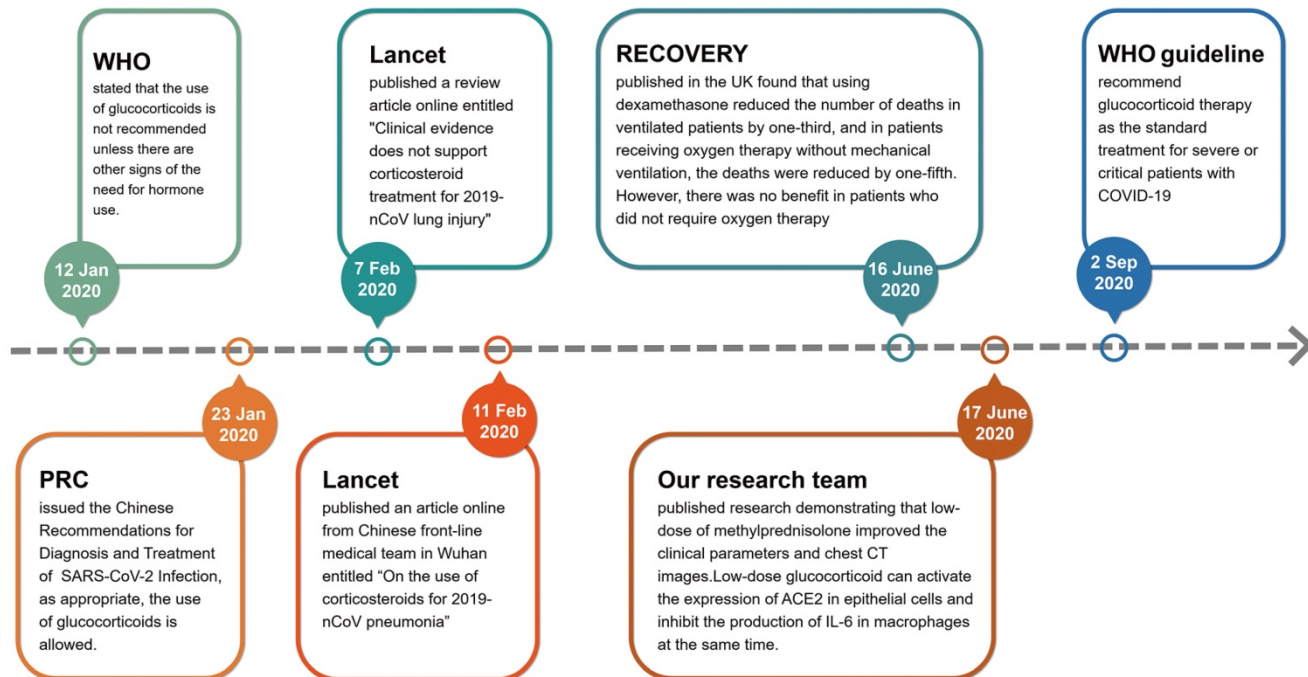 WHO
stated that the use
of glucocorticoids is
not recommended
unless there are
other signs of the
need for hormone
use.
12 Jan
2020
Lancet
published a review
article online entitled
"Clinical evidence
does not support
corticosteroid
treatment for 2019-
nCoV lung injury"
7 Feb
2020
RECOVERY
published in the UK found that using
dexamethasone reduced the number of deaths in
ventilated patients by one-third, and in patients
receiving oxygen therapy without mechanical
ventilation, the deaths were reduced by one-fifth.
However, there was no benefit in patients who
did not require oxygen therapy
16 June
2020
WHO guideline
recommend
glucocorticoid therapy
as the standard
treatment for severe or
critical patients with
COVID-19
2 Sep
2020
23 Jan
2020
PRC
issued the Chinese
Recommendations for
Diagnosis and Treatment
of SARS-CoV-2 Infection,
as appropriate, the use
of glucocorticoids is
allowed.
11 Feb
2020
Lancet
published an article online
from Chinese front-line
medical team in Wuhan
entitled “On the use of
corticosteroids for 2019-
nCoV pneumonia”
17 June
2020
Our research team
published research demonstrating that low-
dose of methylprednisolone improved the
clinical parameters and chest CT
images.Low-dose glucocorticoid can activate
the expression of ACE2 in epithelial cells and
inhibit the production of IL-6 in macrophages
at the same time.